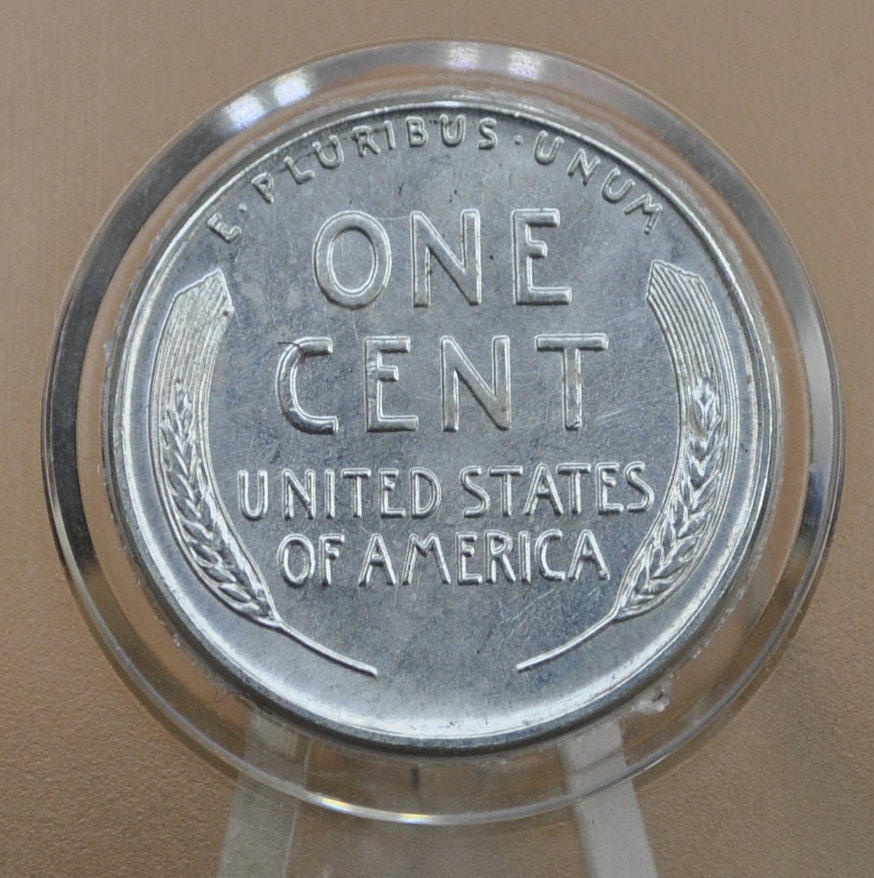 E · PLURIBUS · UNUM
ONE
CENT
UNITED STATES
OF AMERICA